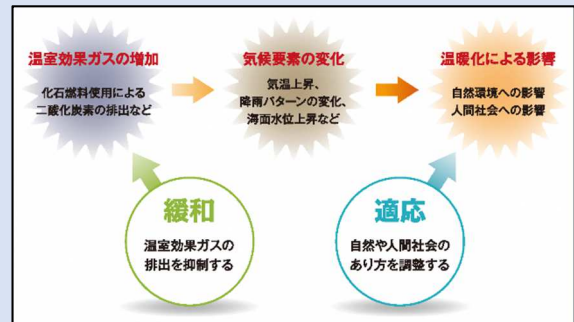 温室効果ガスの増加
化石燃料使用による
二酸化炭素の排出など
気候要素の変化
気温上昇、
降雨パターンの変化、
海面水位上昇など
温暖化による影響
自然環境への影響
人間社会への影響
緩和
温室効果ガスの
排出を抑制する
適応
自然や人間社会の
あり方を調整する